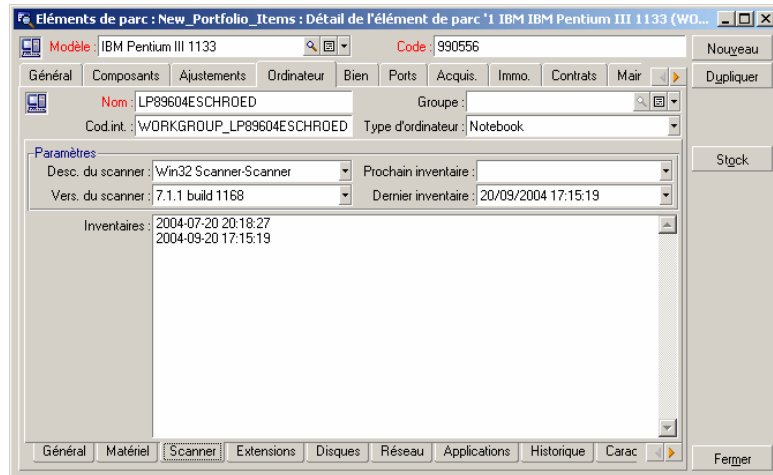 Eléments de parc : New_Portfolio_Items : Détail de l'élément de parc '1 IBM IBM Pentium III 1133 (WO...
Modèle : IBM Pentium III 1133 Code : 990556 Nouveau
Général Composants Ajustements Ordinateur Bien Ports Acquis. Immo. Contrats Mair Dupliquer
Nom : LP89604ESCHROED Groupe :
Cod.int. : WORKGROUP_LP89604ESCHROED Type d'ordinateur : Notebook
Paramètres Stock
Desc. du scanner : Win32 Scanner-Scanner Prochain inventaire :
Vers. du scanner : 7.1.1 build 1168 Dernier inventaire : 20/09/2004 17:15:19
Inventaires : 2004-07-20 20:18:27
2004-09-20 17:15:19
Général Matériel Scanner Extensions Disques Réseau Applications Historique Carac Fermer